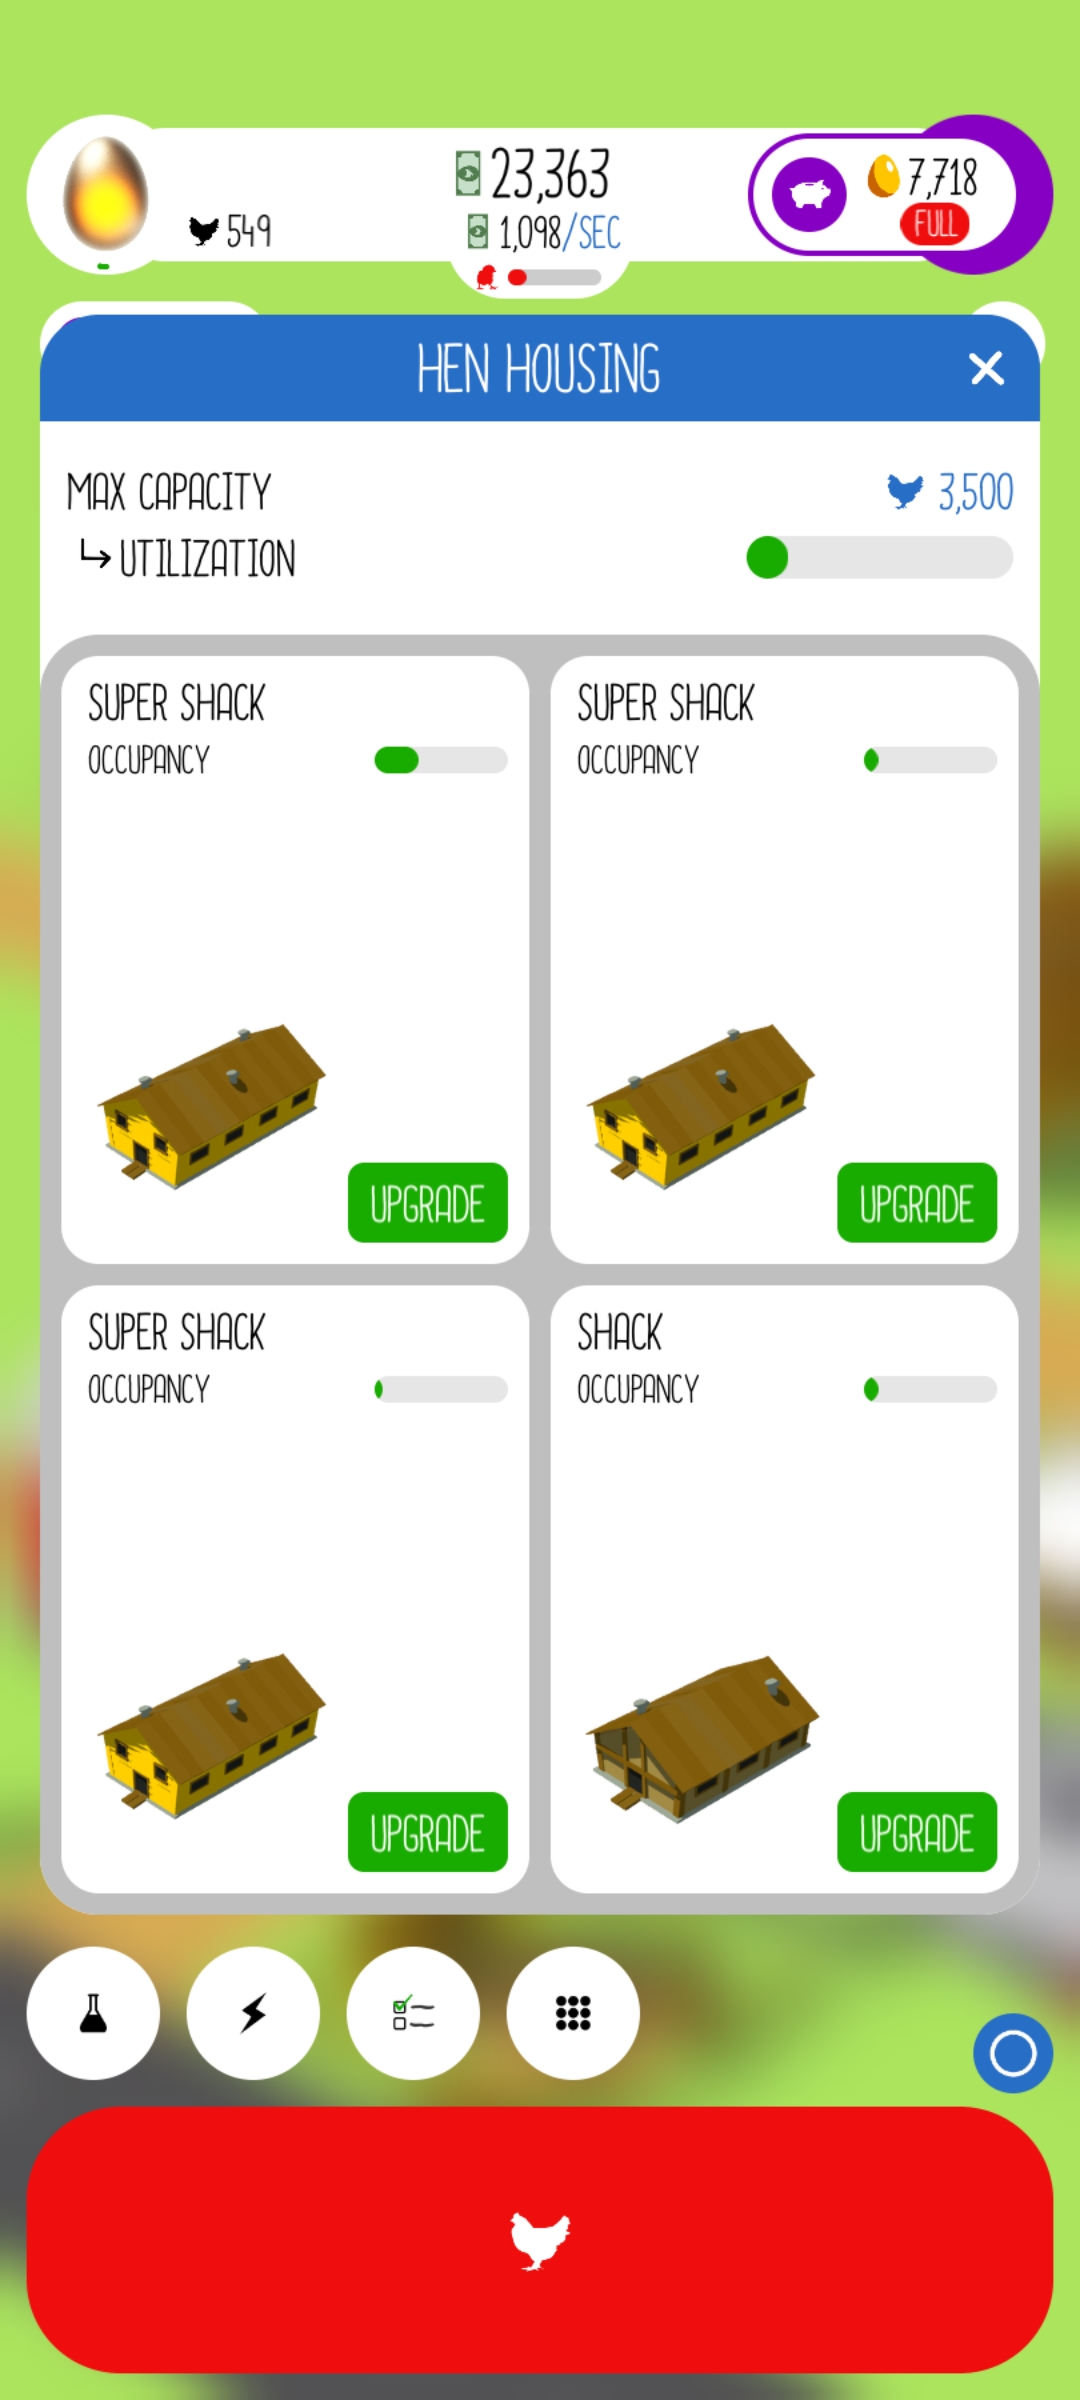 23,363
549
1,098/SEC
7,718
FULL
HEN HOUSING
MAX CAPACITY
3,500
UTILIZATION
SUPER SHACK
OCCUPANCY
UPGRADE
SUPER SHACK
OCCUPANCY
UPGRADE
SUPER SHACK
OCCUPANCY
UPGRADE
SHACK
OCCUPANCY
UPGRADE